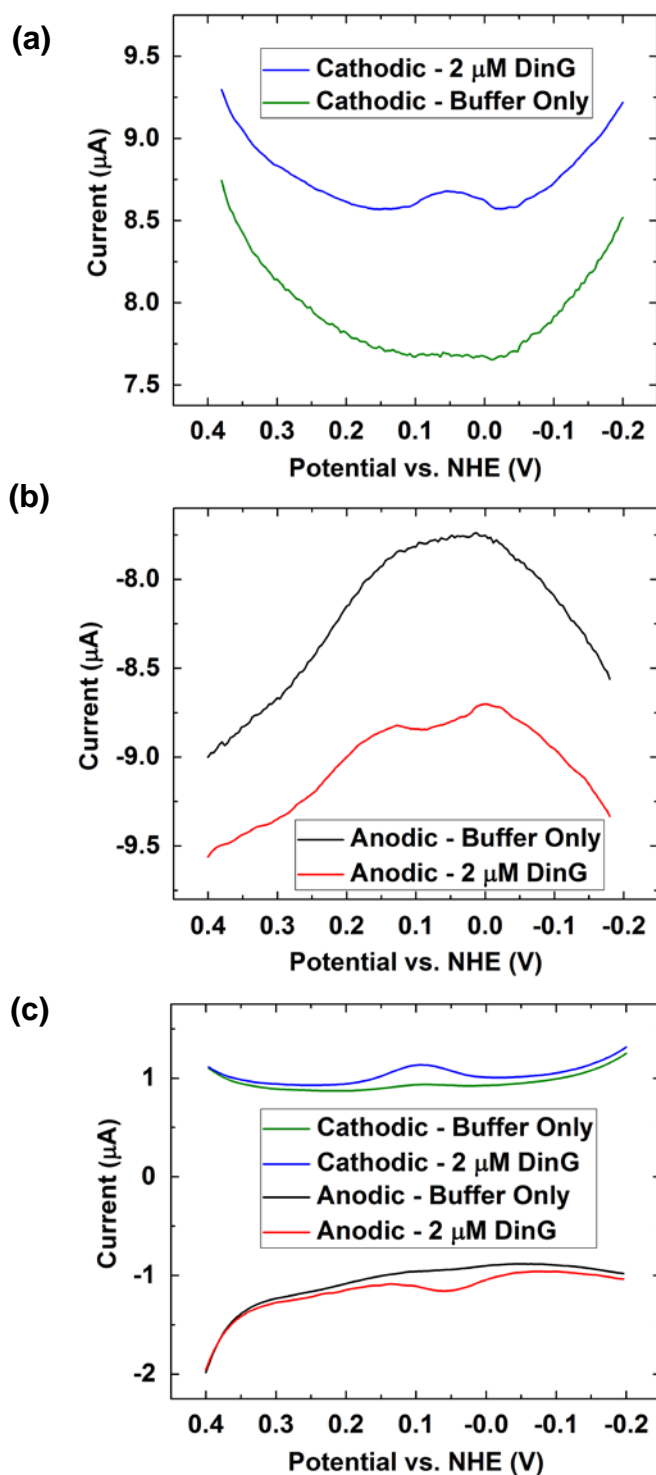 (a)
Cathodic - 2 μM DinG
Cathodic - Buffer Only
9.5
9.0
8.5
8.0
7.5
Current (μA)
0.4 0.3 0.2 0.1 0.0 -0.1 -0.2
Potential vs. NHE (V)
(b)
-8.0
-8.5
-9.0
-9.5
Current (μA)
Anodic - Buffer Only
Anodic - 2 μM DinG
0.4 0.3 0.2 0.1 0.0 -0.1 -0.2
Potential vs. NHE (V)
(c)
1
0
-1
-2
Current (μA)
Cathodic - Buffer Only
Cathodic - 2 μM DinG
Anodic - Buffer Only
Anodic - 2 μM DinG
0.4 0.3 0.2 0.1 -0.0 -0.1 -0.2
Potential vs. NHE (V)